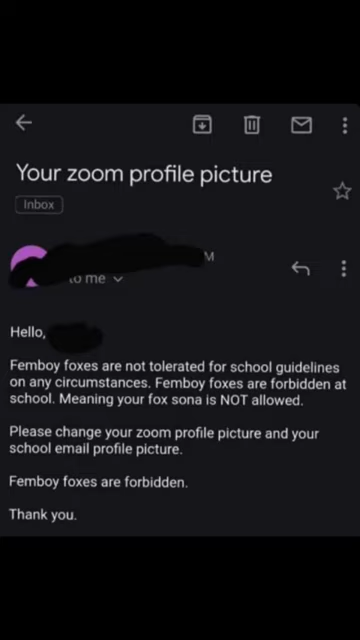 Your zoom profile picture
Inbox
M
to me
Hello,
Femboy foxes are not tolerated for school guidelines
on any circumstances. Femboy foxes are forbidden at
school. Meaning your fox sona is NOT allowed.
Please change your zoom profile picture and your
school email profile picture.
Femboy foxes are forbidden.
Thank you.